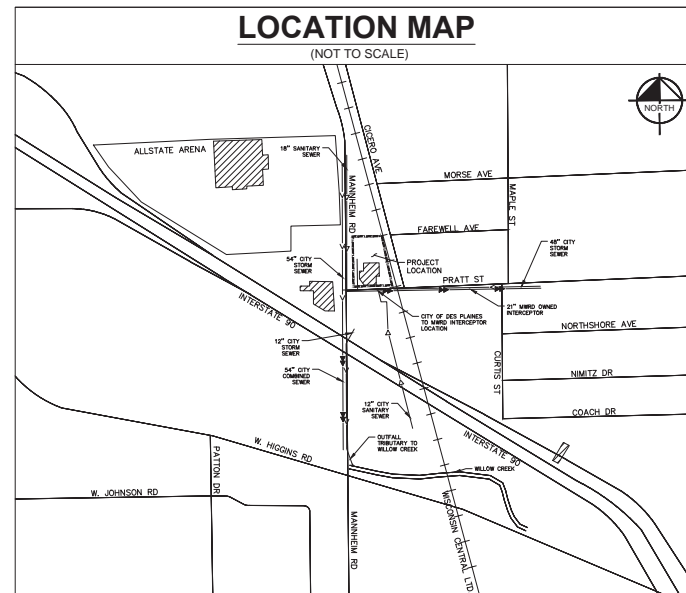 LOCATION MAP
(NOT TO SCALE)
NORTH
ALLSTATE ARENA
18" SANITARY
SEWER
CICERO AVE
MANNHEIM RD
MORSE AVE
MAPLE ST
FAREWELL AVE
48" CITY
STORM
SEWER
54" CITY
STORM
SEWER
PROJECT
LOCATION
PRATT ST
INTERSTATE 90
CITY OF DES PLAINES
TO MWRD INTERCEPTOR
LOCATION
21" MWRD OWNED
INTERCEPTOR
NORTHSHORE AVE
12" CITY
STORM
SEWER
CURTIS ST
NIMITZ DR
54" CITY
COMBINED
SEWER
12" CITY
SANITARY
SEWER
COACH DR
INTERSTATE 90
OUTFALL
TRIBUTARY TO
WILLOW CREEK
W. HIGGINS RD
PATTON DR
WILLOW CREEK
W. JOHNSON RD
WISCONSIN CENTRAL LTD
MANNHEIM RD